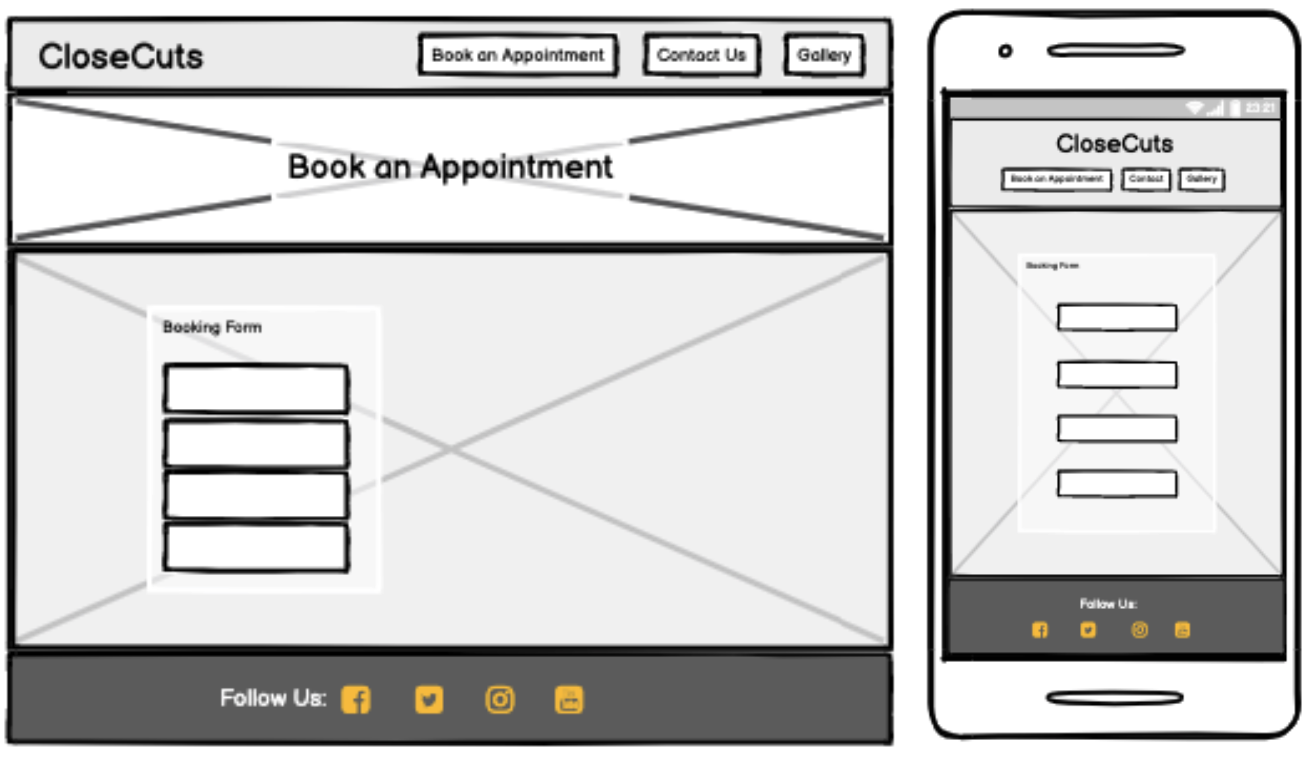 CloseCuts
Book an Appointment
Contact Us
Gallery
Book an Appointment
Booking Form
Follow Us:
23:21
CloseCuts
Book an Appointment
Contact
Gallery
Booking Form
Follow Us: